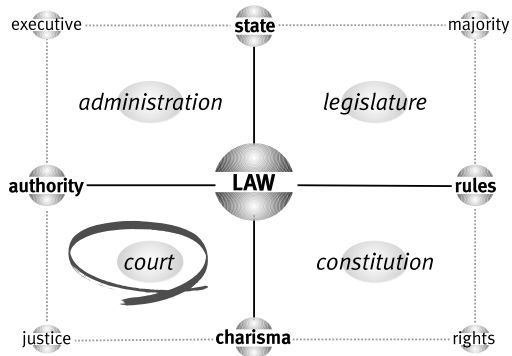 executive state majority
administration legislature
authority LAW rules
court constitution
justice charisma rights